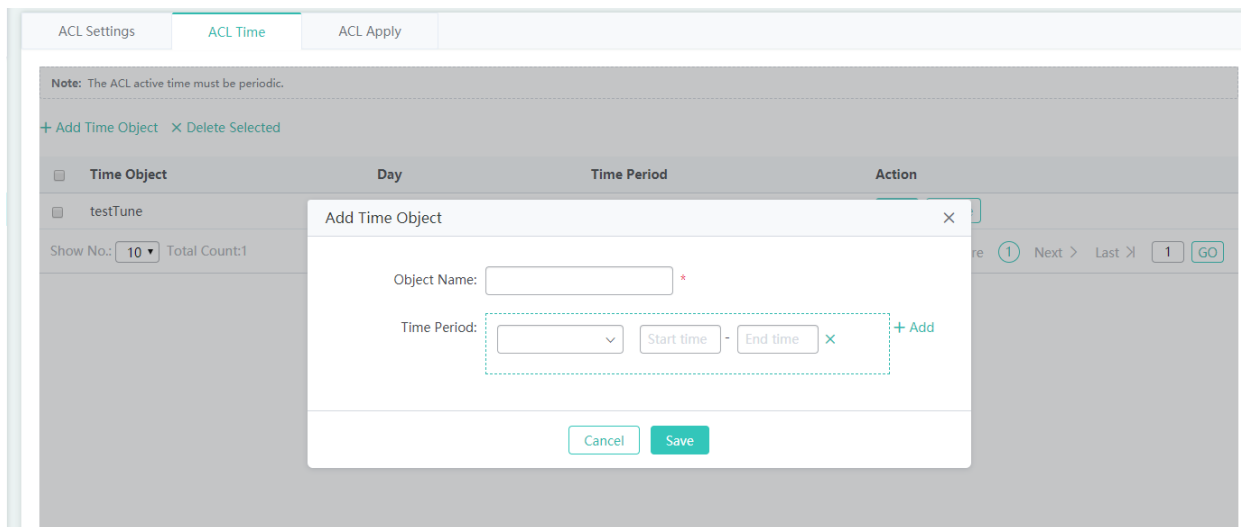 ACL Settings ACL Time ACL Apply
Note: The ACL active time must be periodic.
+ Add Time Object × Delete Selected
Time Object Day Time Period Action
testTune
Add Time Object ×
Show No.: 10 Total Count:1
re 1 Next > Last 1 GO
Object Name: *
Time Period: Start time - End time × + Add
Cancel Save